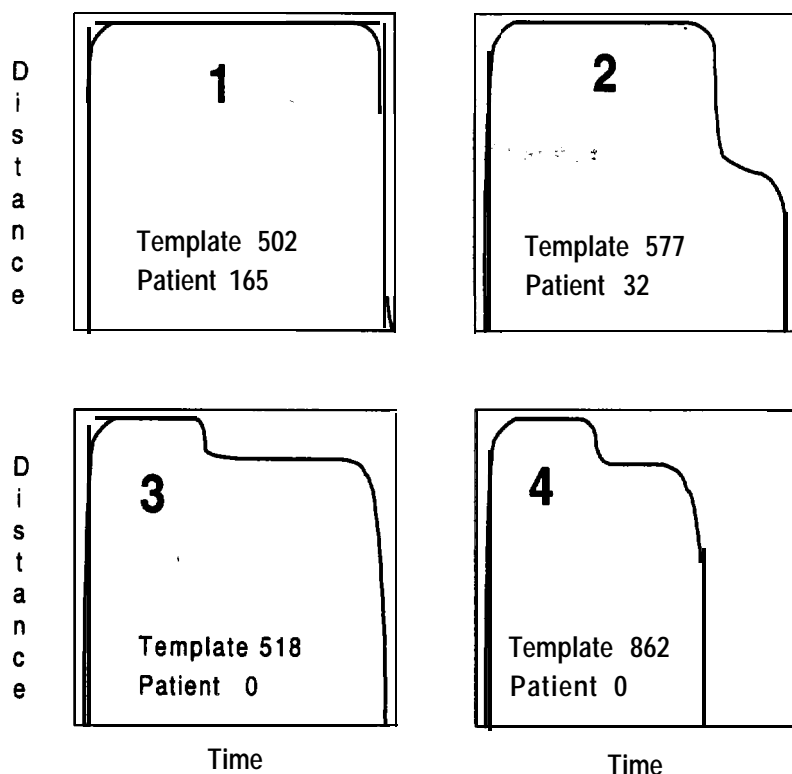 Distance
1
Template 502
Patient 165
2
Template 577
Patient 32
Distance
3
Template 518
Patient 0
Time
4
Template 862
Patient 0
Time